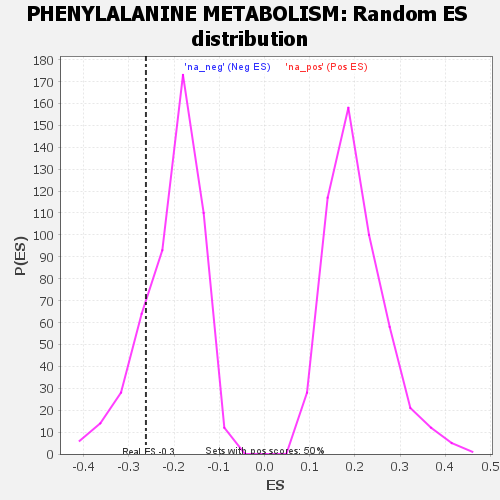 PHENYLALANINE METABOLISM: Random ES
distribution
'na_neg' (Neg ES) 'na_pos' (Pos ES)
180
170
160
150
140
130
120
110
100
90
80
70
60
50
40
30
20
10
0
P(ES)
Real ES -0.3
Sets with pos scores: 50%
-0.4 -0.3 -0.2 -0.1 0.0 0.1 0.2 0.3 0.4 0.5
ES